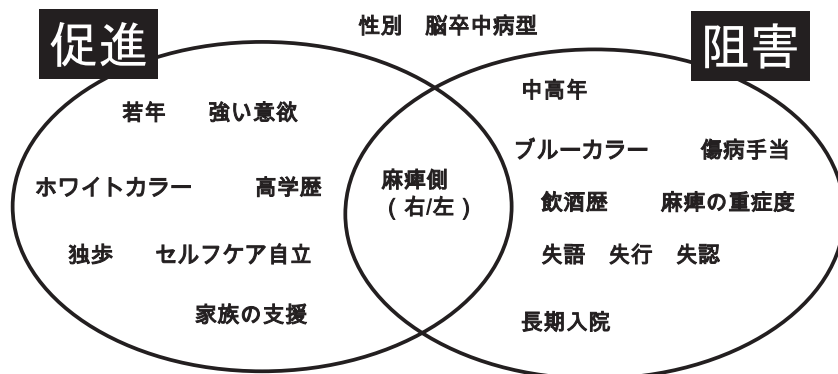 性別 脳卒中病型
促進
阻害
若年 強い意欲
ホワイトカラー 高学歴
独歩 セルフケア自立
家族の支援
麻痺側
(右/左)
中高年
ブルーカラー 傷病手当
飲酒歴 麻痺の重症度
失語 失行 失認
長期入院